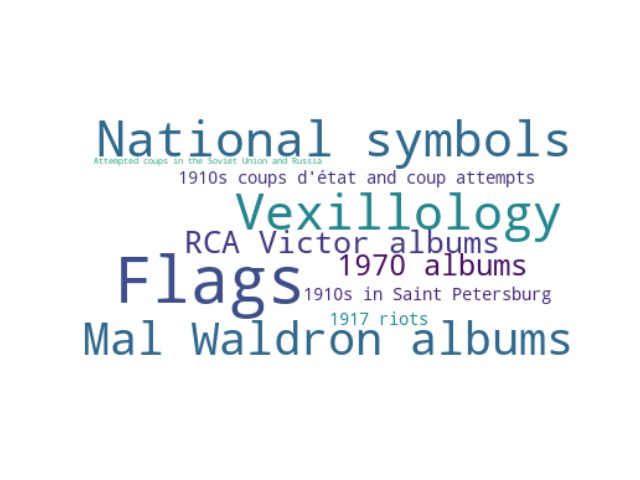 National symbols
Attempted coups in the Soviet Union and Russia
1910s coups d'état and coup attempts
Vexillology
RCA Victor albums
1970 albums
Flags
1910s in Saint Petersburg
1917 riots
Mal Waldron albums